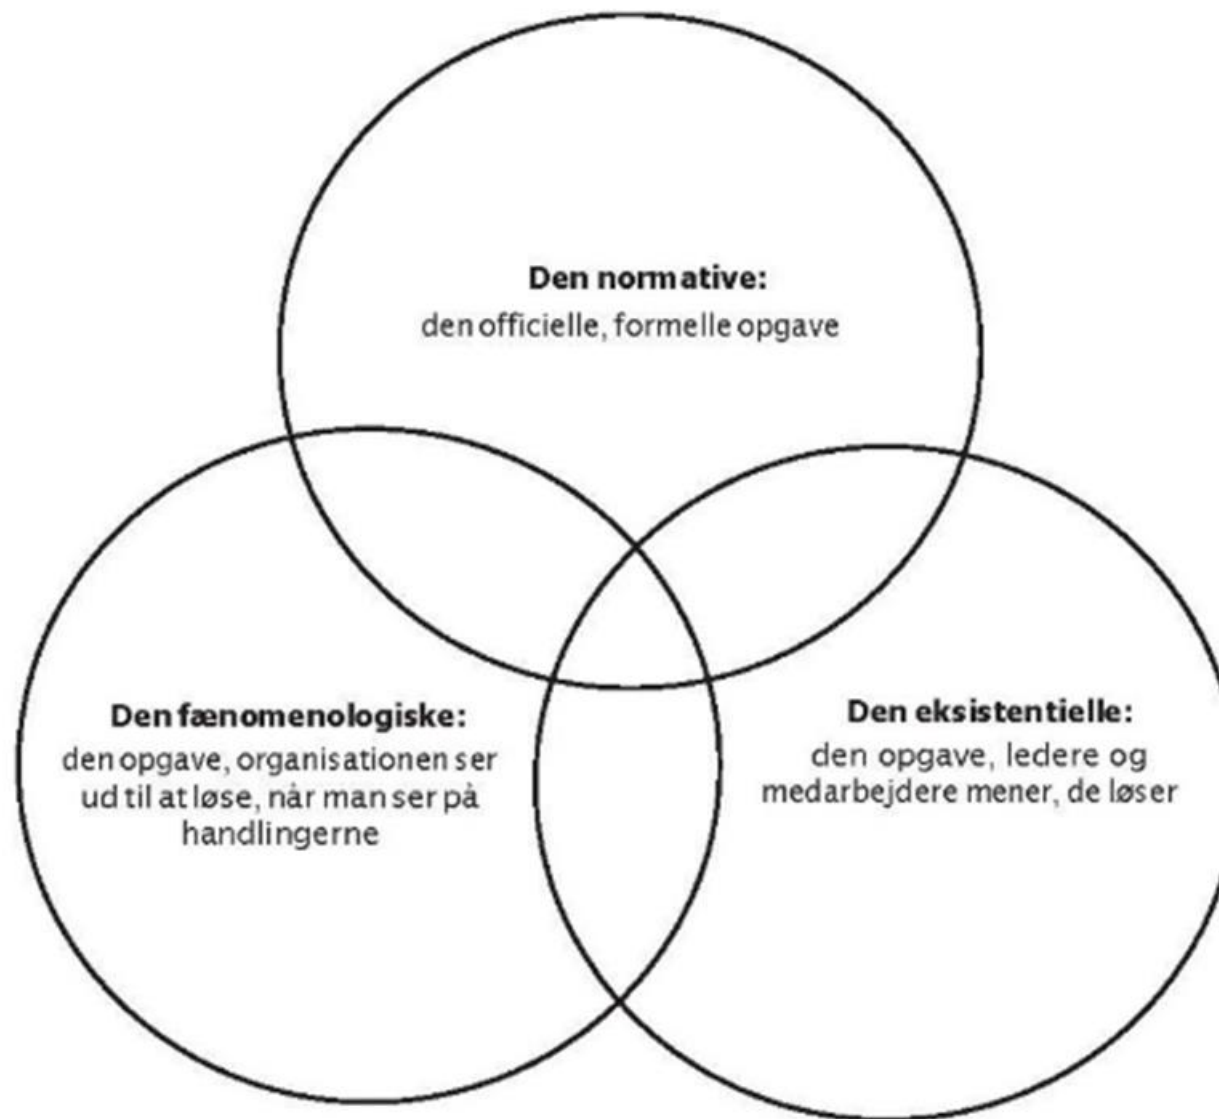 Den normative:
den officielle, formelle opgave
Den fænomenologiske:
den opgave, organisationen ser
ud til at løse, når man ser på
handlingerne
Den eksistentielle:
den opgave, ledere og
medarbejdere mener, de løser